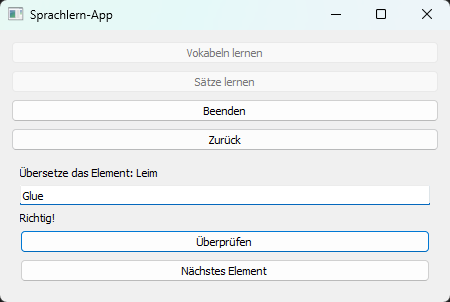 Sprachlern-App
Vokabeln lernen
Sätze lernen
Beenden
Zurück
Übersetze das Element: Leim
Glue
Richtig!
Überprüfen
Nächstes Element